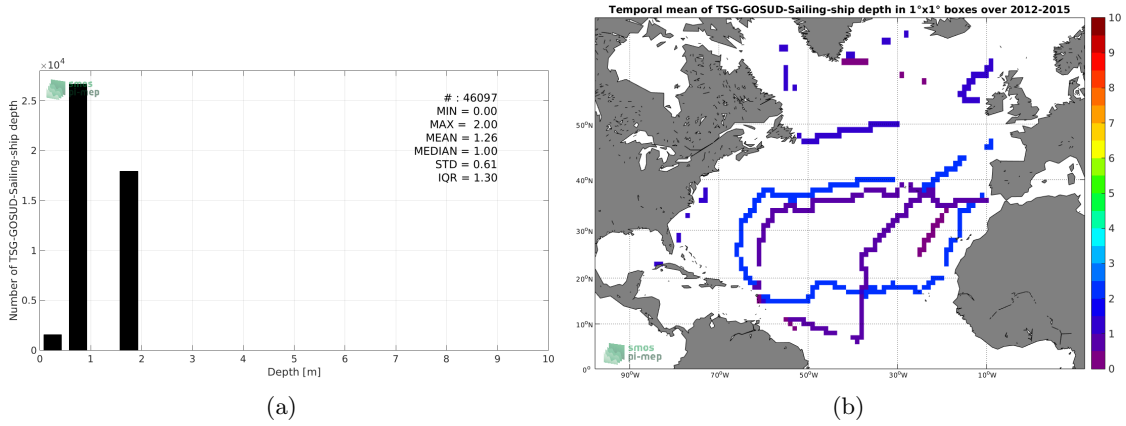 Temporal mean of TSG-GOSUD-Sailing-ship depth in 1°x1° boxes over 2012-2015
×10⁴
smos
pi-mep
# : 46097
MIN = 0.00
MAX = 2.00
MEAN = 1.26
MEDIAN = 1.00
STD = 0.61
IQR = 1.30
Number of TSG-GOSUD-Sailing-ship depth
2.5
2
1.5
1
0.5
0
0 1 2 3 4 5 6 7 8 9 10
Depth [m]
(a)
50°N
40°N
30°N
20°N
10°N
0°
90°W 70°W 50°W 30°W 10°W
smos
pi-mep
10
9
8
7
6
5
4
3
2
1
0
(b)